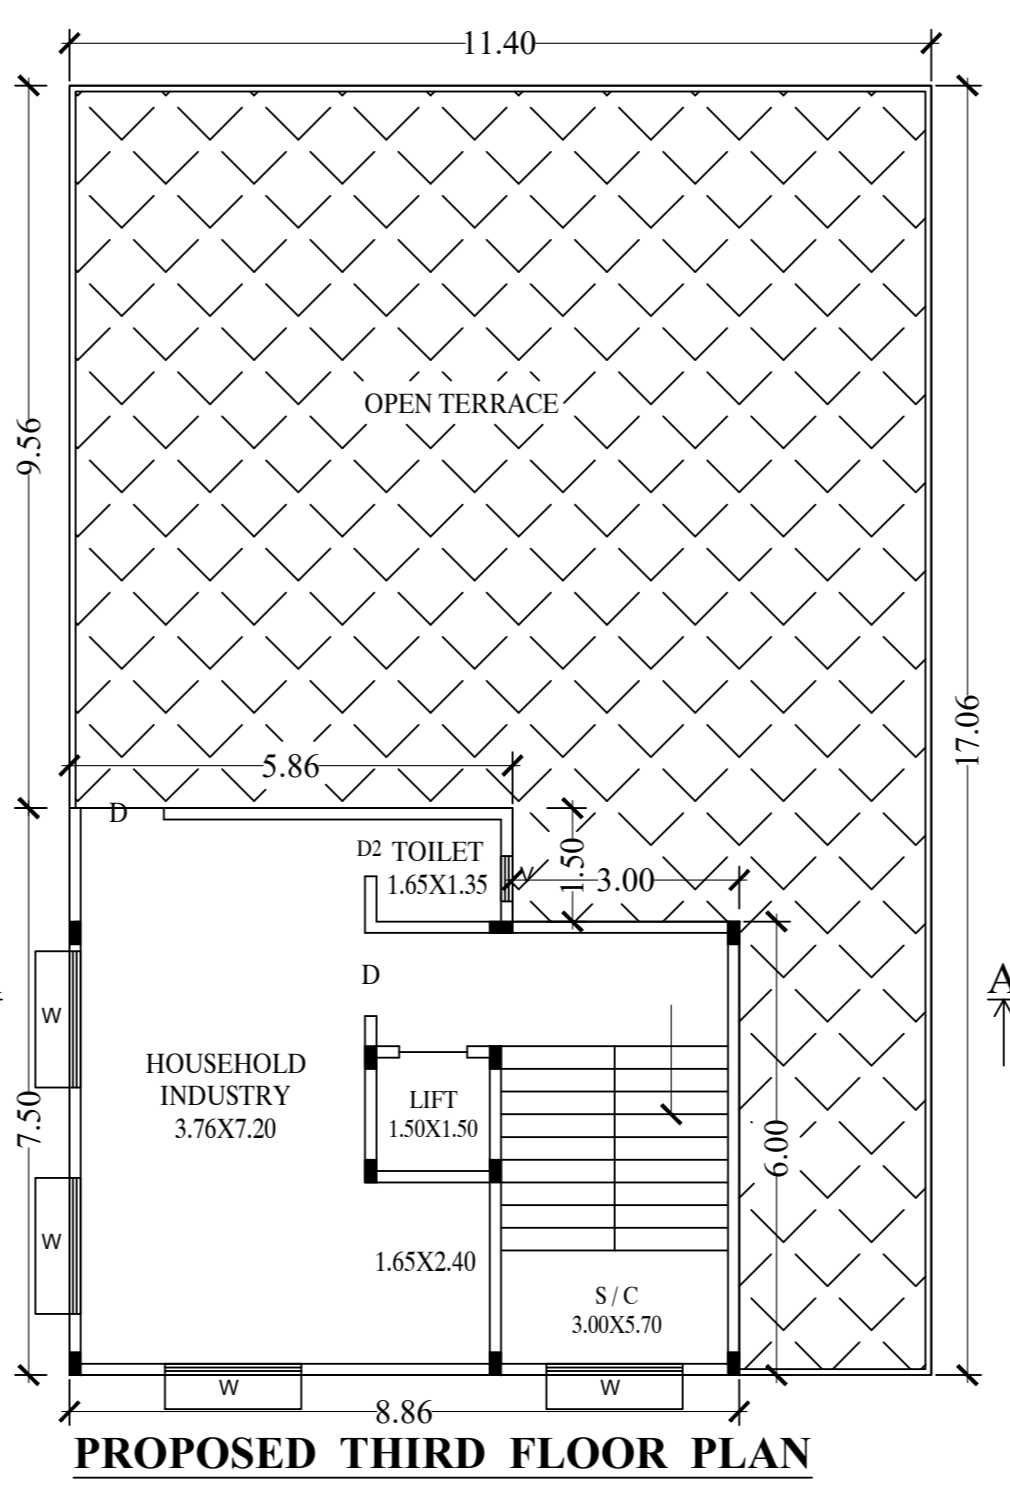 11.40
OPEN TERRACE
9.56
17.06
5.86
D
D2 TOILET
1.65X1.35
V
1.50
3.00
D
A
W
HOUSEHOLD
INDUSTRY
3.76X7.20
LIFT
1.50X1.50
7.50
6.00
W
1.65X2.40
S / C
3.00X5.70
W
W
8.86
PROPOSED THIRD FLOOR PLAN